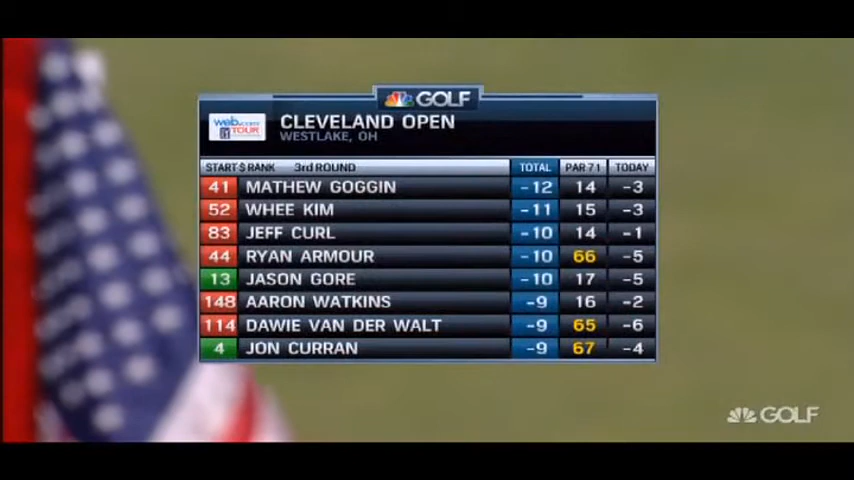 GOLF
web.com TOUR
CLEVELAND OPEN
WESTLAKE, OH
START $ RANK 3rd ROUND TOTAL PAR 71 TODAY
41 MATHEW GOGGIN -12 14 -3
52 WHEE KIM -11 15 -3
83 JEFF CURL -10 14 -1
44 RYAN ARMOUR -10 66 -5
13 JASON GORE -10 17 -5
148 AARON WATKINS -9 16 -2
114 DAWIE VAN DER WALT -9 65 -6
4 JON CURRAN -9 67 -4
GOLF